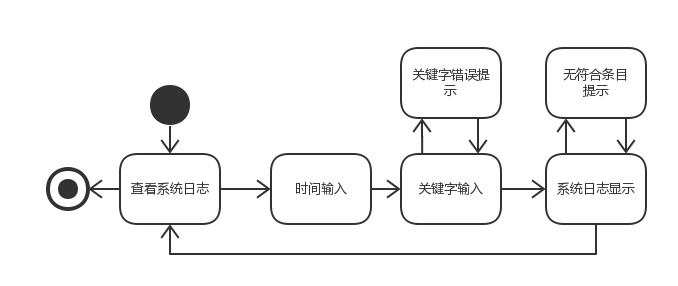 关键字错误提
示
无符合条目
提示
查看系统日志
时间输入
关键字输入
系统日志显示